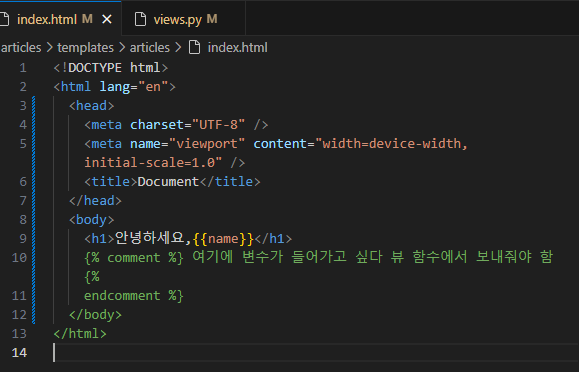 index.html M ×
views.py M
articles > templates > articles > index.html
1 <!DOCTYPE html>
2 <html lang="en">
3 <head>
4 <meta charset="UTF-8" />
5 <meta name="viewport" content="width=device-width,
initial-scale=1.0" />
6 <title>Document</title>
7 </head>
8 <body>
9 <h1>안녕하세요,{{name}}</h1>
10 {% comment %} 여기에 변수가 들어가고 싶다 뷰 함수에서 보내줘야 함
{%
11 endcomment %}
12 </body>
13 </html>
14